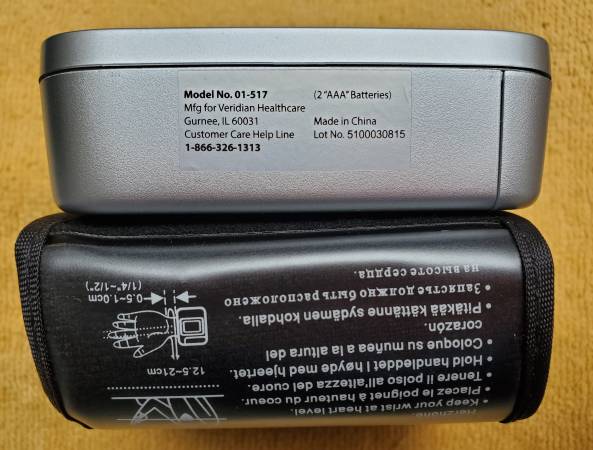 Model No. 01-517 (2 "AAA" Batteries)
Mfg for Veridian Healthcare
Gurnee, IL 60031 Made in China
Customer Care Help Line Lot No. 5100030815
1-866-326-1313
Herzhöhe.
• Keep your wrist at heart level.
• Placez le poignet à hauteur du coeur.
• Tenere il polso all'altezza del cuore.
• Hold handleddet i høyde med hjertet.
• Coloque su muñea a la altura del
corazón.
• Pitäkää kättänne sydämen kohdalla.
• Запястье должно быть расположено
на высоте сердца.
12.5~21cm
0.5~1.0cm
(1/4~1/2")